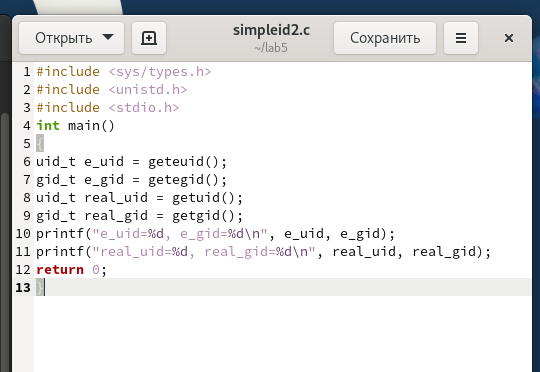 Открыть
simpleid2.c
~/lab5
Сохранить
1 #include <sys/types.h>
2 #include <unistd.h>
3 #include <stdio.h>
4 int main()
5 {
6 uid_t e_uid = geteuid();
7 gid_t e_gid = getegid();
8 uid_t real_uid = getuid();
9 gid_t real_gid = getgid();
10 printf("e_uid=%d, e_gid=%d\n", e_uid, e_gid);
11 printf("real_uid=%d, real_gid=%d\n", real_uid, real_gid);
12 return 0;
13 }